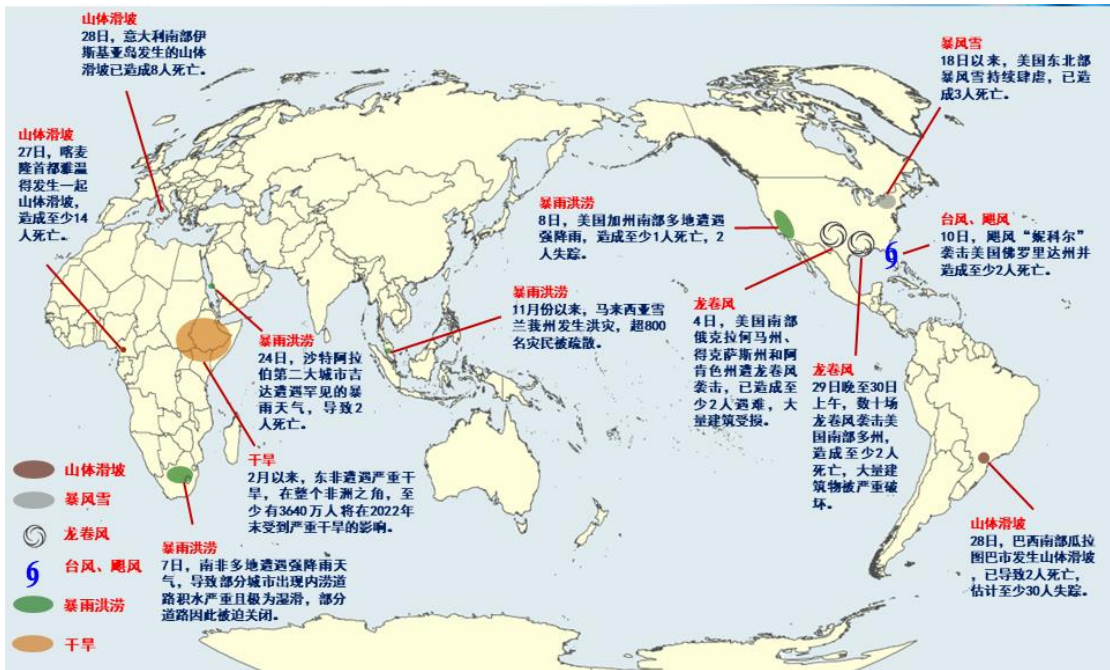 山体滑坡
28日，意大利南部伊
斯基亚岛发生的山体
滑坡已造成8人死亡。
暴风雪
18日以来，美国东北部
暴风雪持续肆虐，已造
成3人死亡。
山体滑坡
27日，喀麦
隆首都雅温
得发生一起
山体滑坡，
造成至少14
人死亡。
暴雨洪涝
8日，美国加州南部多地遭遇
强降雨，造成至少1人死亡，2
人失踪。
台风、飓风
10日，飓风“妮科尔”
袭击美国佛罗里达州并
造成至少2人死亡。
暴雨洪涝
11月份以来，马来西亚雪
兰莪州发生洪灾，超800
名灾民被疏散。
龙卷风
4日，美国南部
俄克拉何马州、
得克萨斯州和阿
肯色州遭龙卷风
袭击，已造成至
少2人遇难，大
量建筑受损。
暴雨洪涝
24日，沙特阿拉
伯第二大城市吉
达遭遇罕见的暴
雨天气，导致2
人死亡。
龙卷风
29日晚至30日
上午，数十场
龙卷风袭击美
国南部多州，
造成至少2人
死亡，大量建
筑物被严重破
坏。
干旱
2月以来，东非遭遇严重干
旱，在整个非洲之角，至
少有3640万人将在2022年
末受到严重干旱的影响。
山体滑坡
28日，巴西南部瓜拉
图巴市发生山体滑坡
，已导致2人死亡，
估计至少30人失踪。
暴雨洪涝
7日，南非多地遭遇强降雨天
气，导致部分城市出现内涝道
路积水严重且极为湿滑，部分
道路因此被迫关闭。
山体滑坡
暴风雪
龙卷风
台风、飓风
暴雨洪涝
干旱